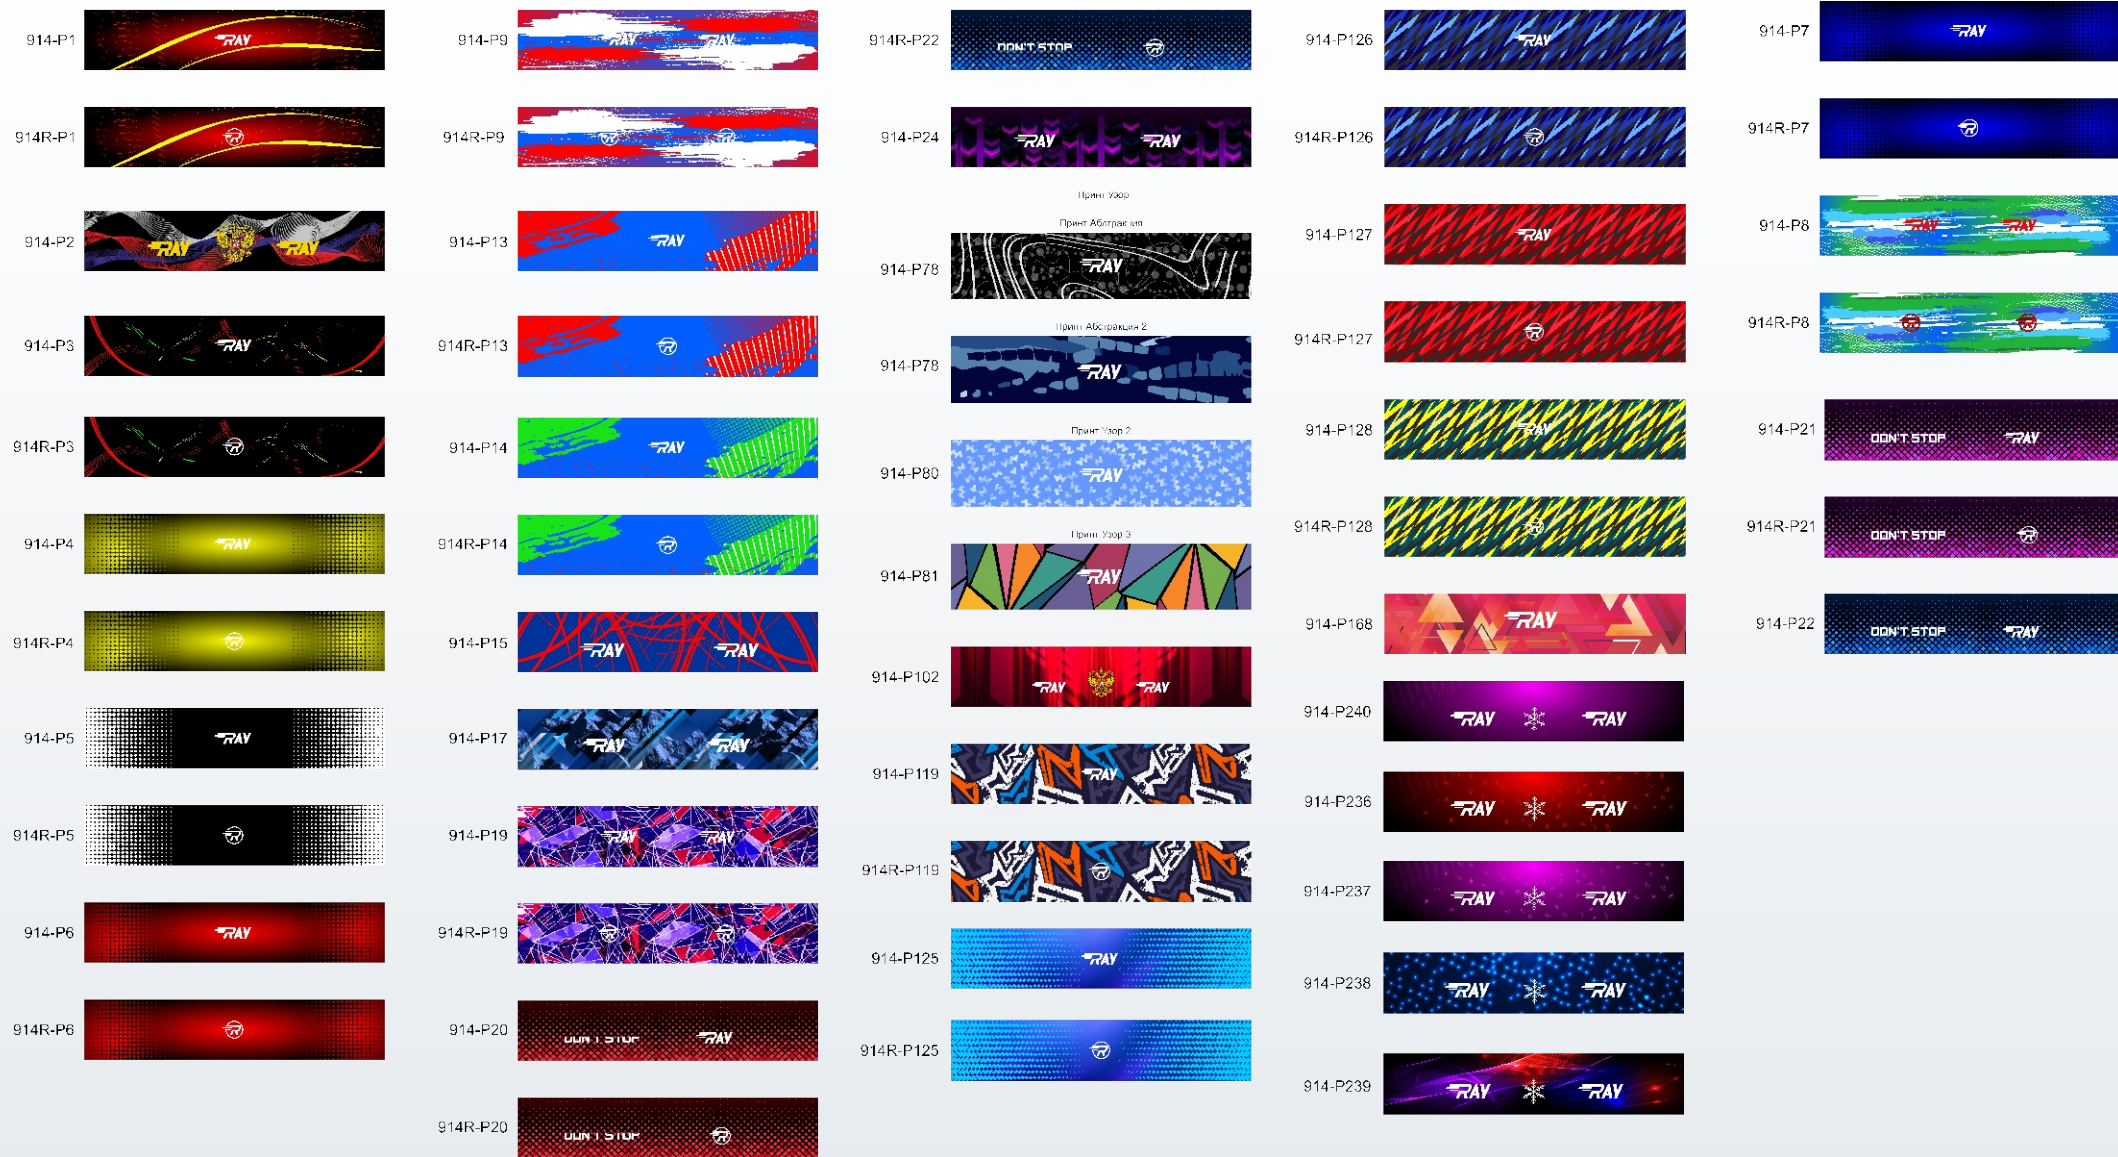 914-P1
RAY
914R-P1
914-P2
RAY RAY
914-P3
RAY
914R-P3
914-P4
RAY
914R-P4
914-P5
RAY
914R-P5
914-P6
RAY
914R-P6
914-P9
RAY RAY
914R-P9
914-P13
RAY
914R-P13
914-P14
RAY
914R-P14
914-P15
RAY RAY
914-P17
RAY RAY
914-P19
RAY RAY
914R-P19
914-P20
DON'T STOP RAY
914R-P20
DON'T STOP
914R-P22
DON'T STOP
914-P24
RAY RAY
Принт Узор
Принт Абстракция
914-P78
RAY
Принт Абстракция 2
914-P78
RAY
Принт Узор 2
914-P80
RAY
Принт Узор 3
914-P81
RAY
914-P102
RAY RAY
914-P119
RAY
914R-P119
914-P125
RAY
914R-P125
914-P126
RAY
914R-P126
914-P127
RAY
914R-P127
914-P128
RAY
914R-P128
914-P168
RAY
914-P240
RAY RAY
914-P236
RAY RAY
914-P237
RAY RAY
914-P238
RAY RAY
914-P239
RAY RAY
914-P7
RAY
914R-P7
914-P8
RAY RAY
914R-P8
914-P21
DON'T STOP RAY
914R-P21
DON'T STOP
914-P22
DON'T STOP RAY